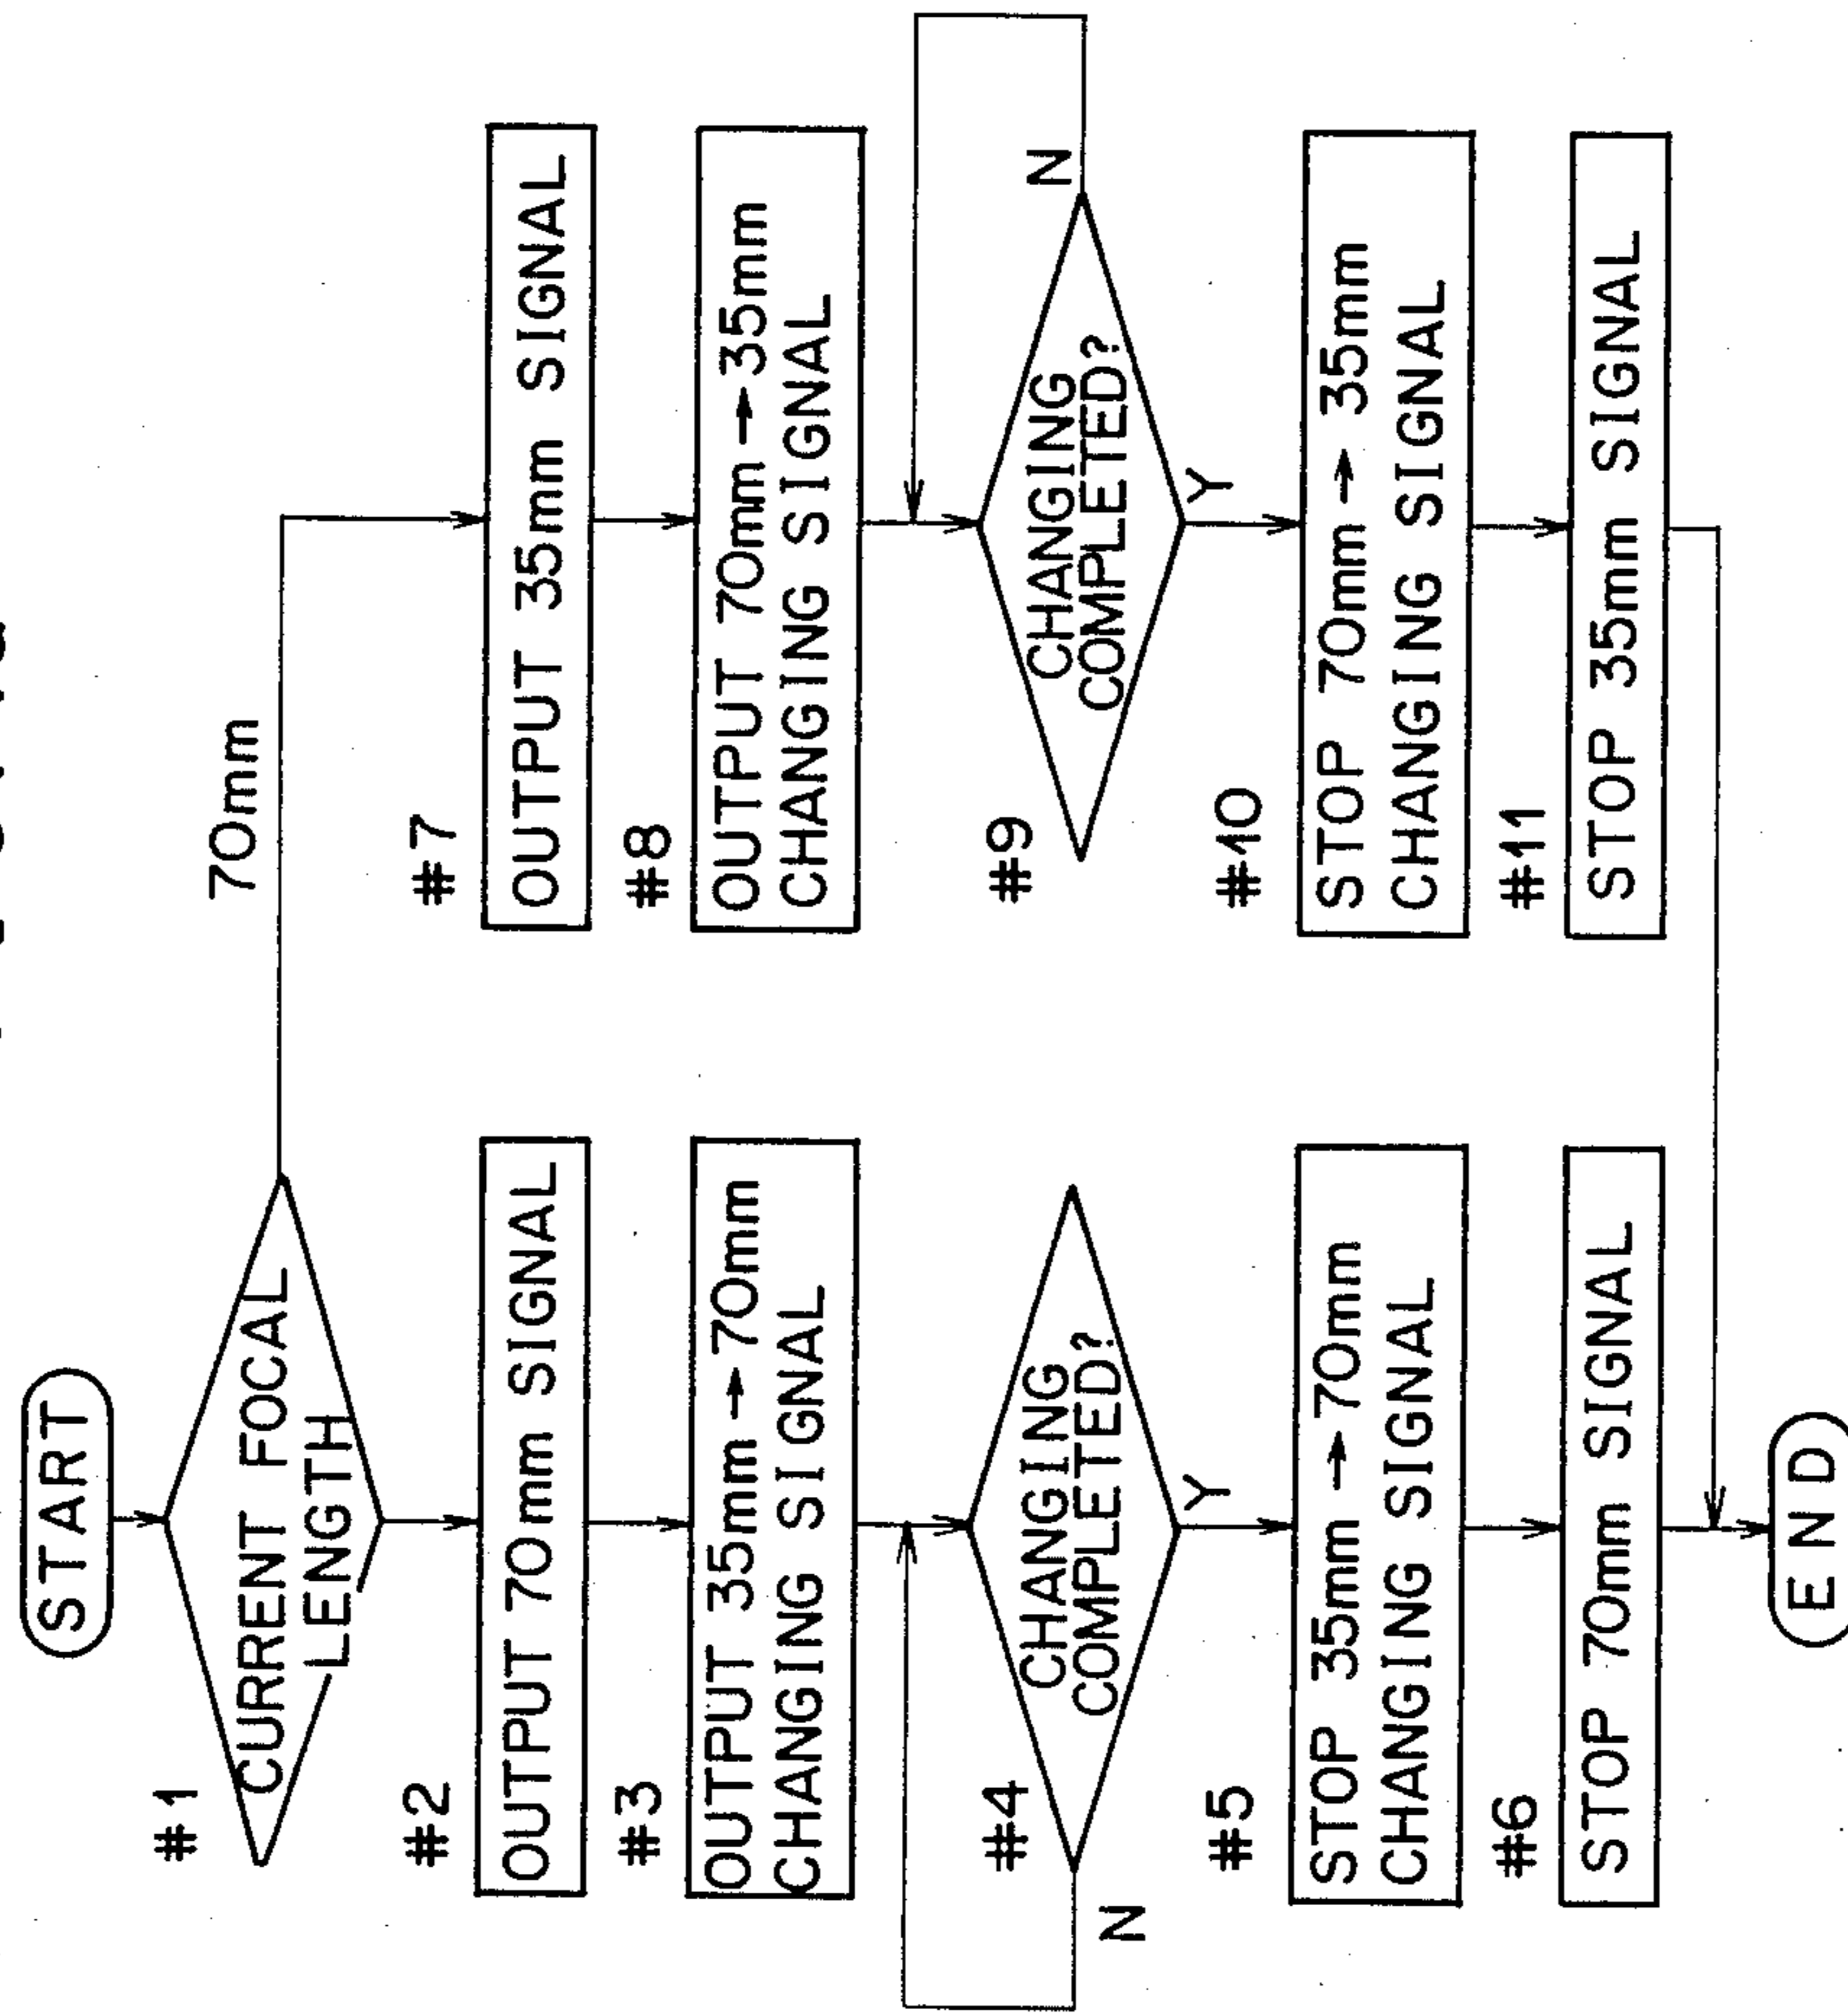 START
#1
CURRENT FOCAL
LENGTH
70mm
#2
OUTPUT 70mm SIGNAL
#3
OUTPUT 35mm → 70mm
CHANGING SIGNAL
#4
CHANGING
COMPLETED?
N
Y
#5
STOP 35mm → 70mm
CHANGING SIGNAL
#6
STOP 70mm SIGNAL
#7
OUTPUT 35mm SIGNAL
#8
OUTPUT 70mm → 35mm
CHANGING SIGNAL
#9
CHANGING
COMPLETED?
N
Y
#10
STOP 70mm → 35mm
CHANGING SIGNAL
#11
STOP 35mm SIGNAL
END